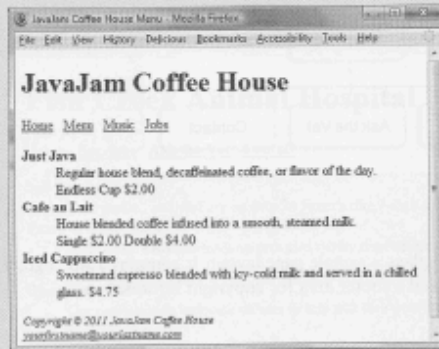 JavaJam Coffee House Menu - Mozilla Firefox
File Edit View History Delicious Bookmarks Accessibility Tools Help
JavaJam Coffee House
Home Menu Music Jobs
Just Java
Regular house blend, decaffeinated coffee, or flavor of the day.
Endless Cup $2.00
Cafe au Lait
House blended coffee infused into a smooth, steamed milk.
Single $2.00 Double $4.00
Iced Cappuccino
Sweetened espresso blended with icy-cold milk and served in a chilled
glass. $4.75
Copyright © 2011 JavaJam Coffee House
yourfirstname@yourlastname.com